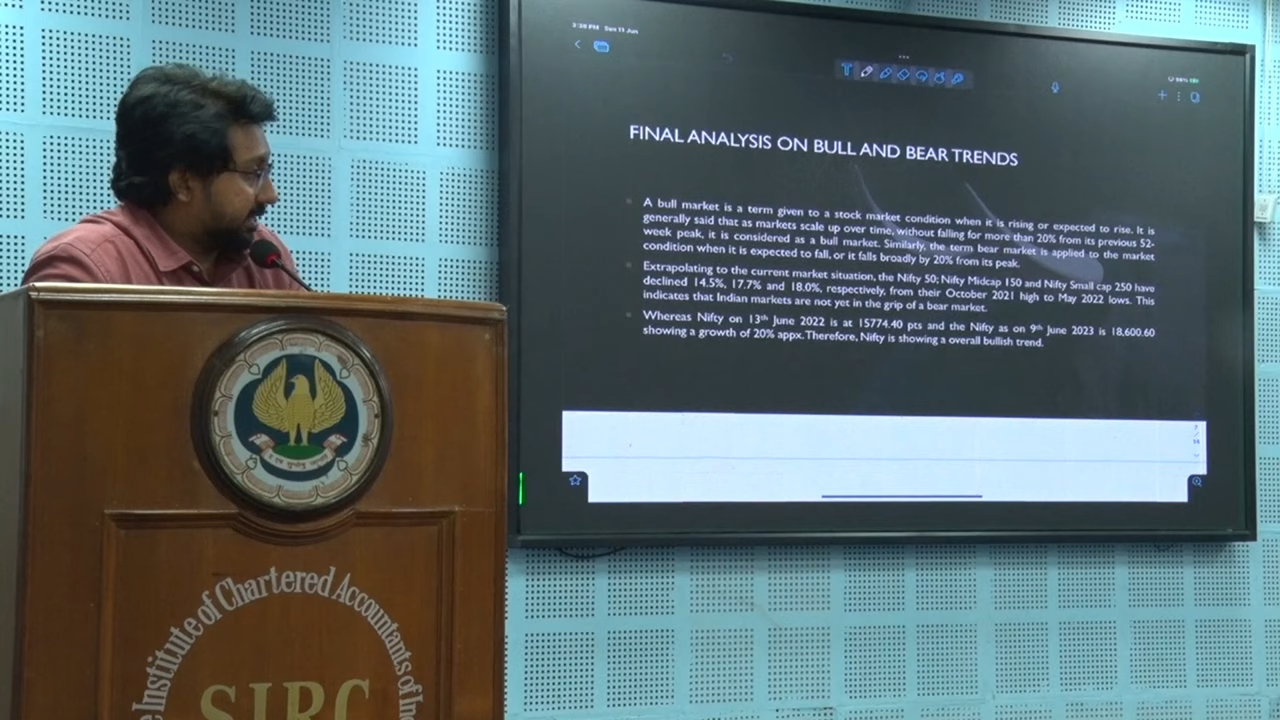 3:38 PM Sun 11 Jun
FINAL ANALYSIS ON BULL AND BEAR TRENDS
A bull market is a term given to a stock market condition when it is rising or expected to rise. It is
generally said that as markets scale up over time, without falling for more than 20% from its previous 52-
week peak, it is considered as a bull market. Similarly, the term bear market is applied to the market
condition when it is expected to fall, or it falls broadly by 20% from its peak.
Extrapolating to the current market situation, the Nifty 50; Nifty Midcap 150 and Nifty Small cap 250 have
declined 14.5%, 17.7% and 18.0%, respectively, from their October 2021 high to May 2022 lows. This
indicates that Indian markets are not yet in the grip of a bear market.
Whereas Nifty on 13th June 2022 is at 15774.40 pts and the Nifty as on 9th June 2023 is 18,600.60
showing a growth of 20% appx. Therefore, Nifty is showing a overall bullish trend.
Institute of Chartered Accountants of
SIRC